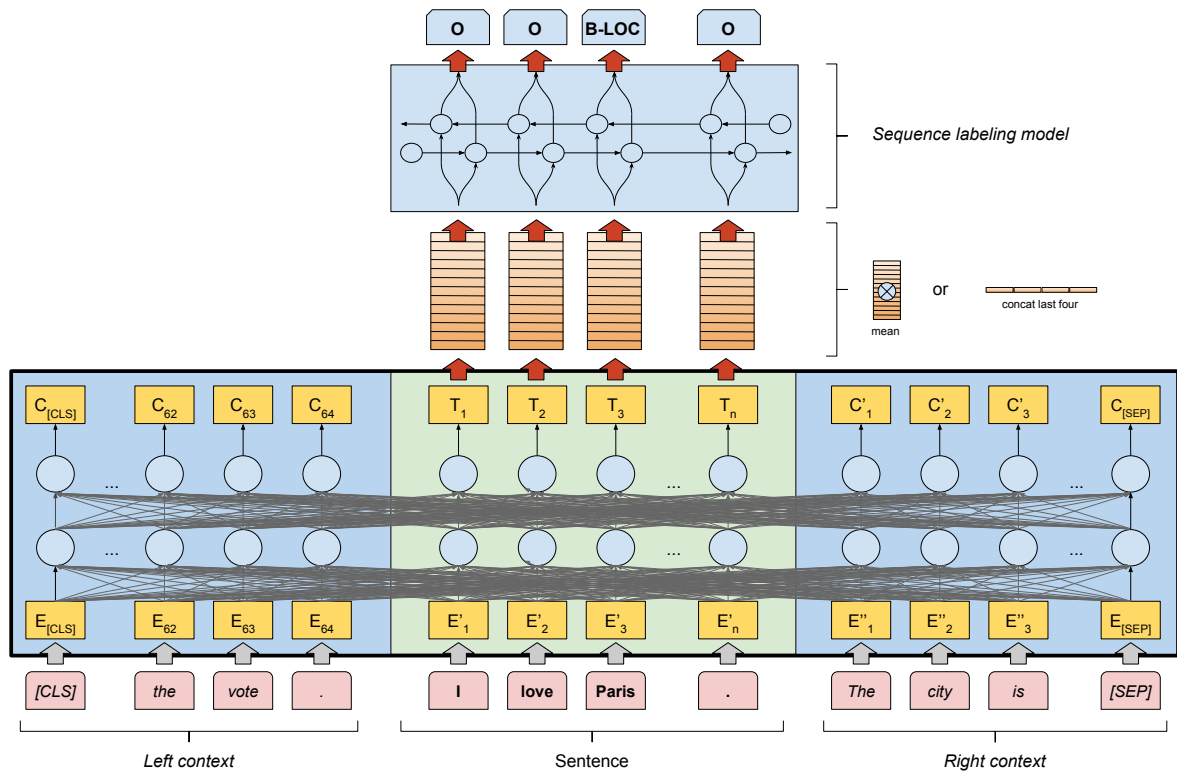 O O B-LOC O
Sequence labeling model
or
mean
concat last four
C[CLS] C62 C63 C64 T1 T2 T3 Tn C'1 C'2 C'3 C[SEP]
... ... ...
... ... ...
E[CLS] E62 E63 E64 E'1 E'2 E'3 E'n E''1 E''2 E''3 E[SEP]
[CLS] the vote . I love Paris . The city is [SEP]
Left context Sentence Right context